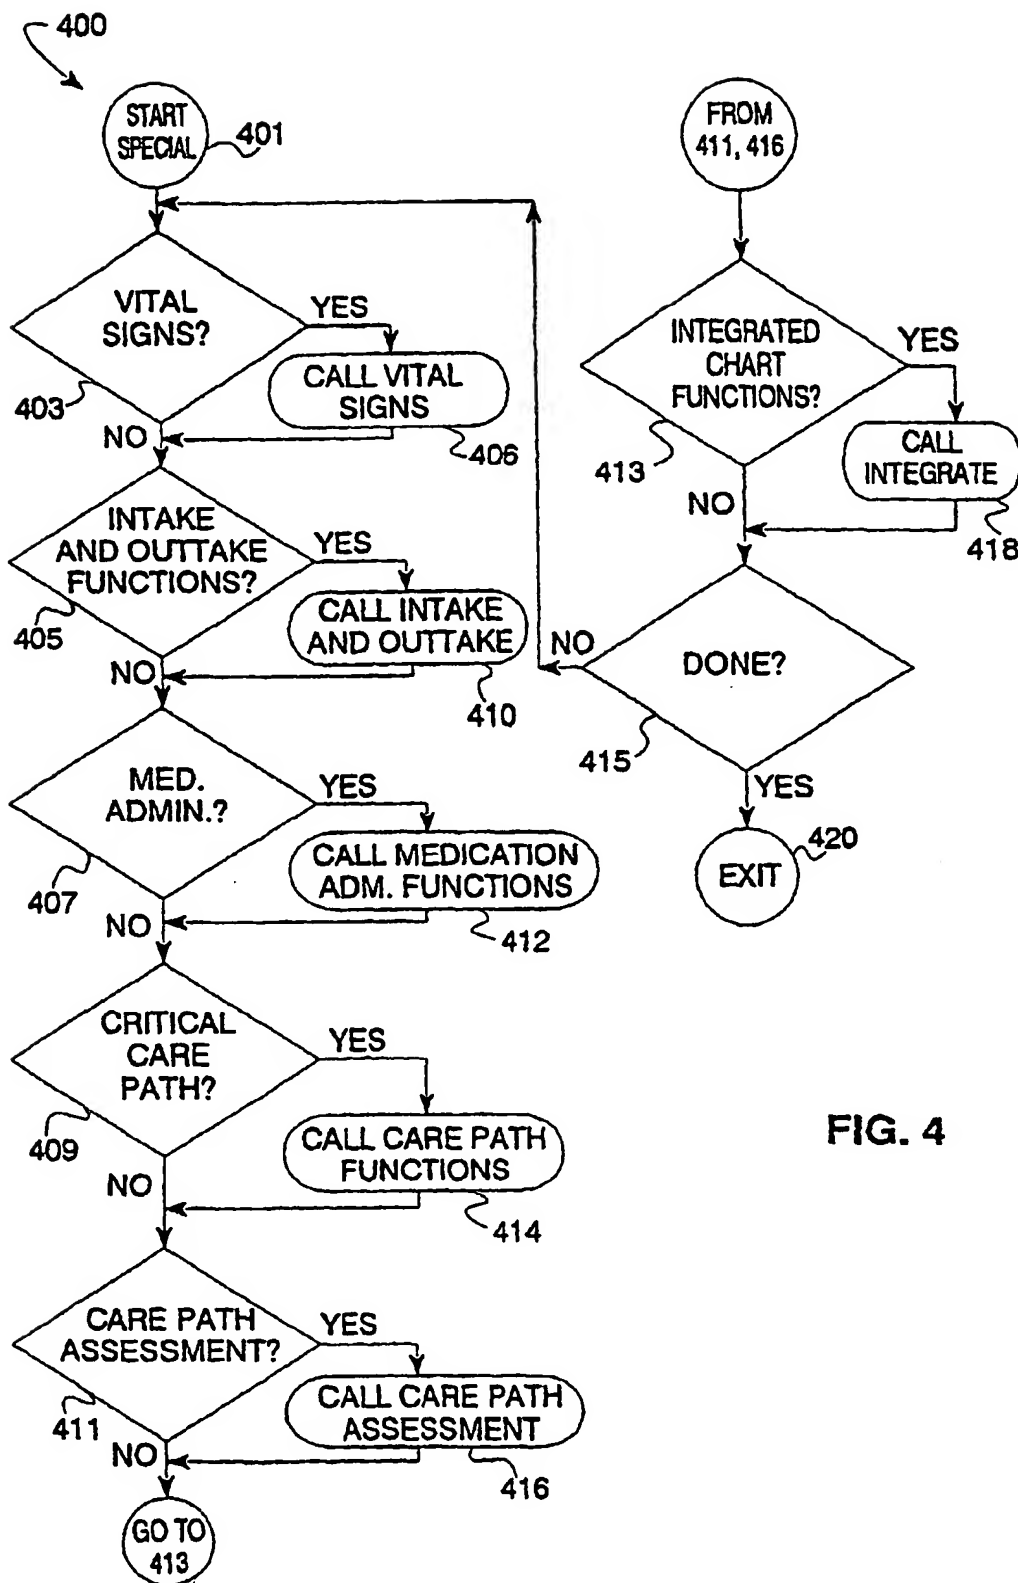 400
START
SPECIAL
401
VITAL
SIGNS?
YES
403
CALL VITAL
SIGNS
NO
406
INTAKE
AND OUTTAKE
FUNCTIONS?
YES
405
CALL INTAKE
AND OUTTAKE
NO
410
MED.
ADMIN.?
YES
407
CALL MEDICATION
ADM. FUNCTIONS
NO
412
CRITICAL
CARE
PATH?
YES
409
CALL CARE PATH
FUNCTIONS
NO
414
CARE PATH
ASSESSMENT?
YES
411
CALL CARE PATH
ASSESSMENT
NO
416
GO TO
413
FROM
411, 416
INTEGRATED
CHART
FUNCTIONS?
YES
413
CALL
INTEGRATE
NO
418
DONE?
NO
415
YES
EXIT
420
FIG. 4